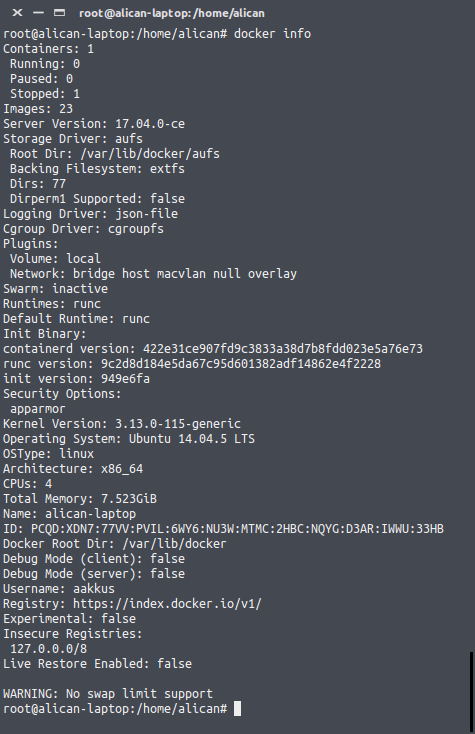 root@alican-laptop:/home/alican
root@alican-laptop:/home/alican# docker info
Containers: 1
 Running: 0
 Paused: 0
 Stopped: 1
Images: 23
Server Version: 17.04.0-ce
Storage Driver: aufs
 Root Dir: /var/lib/docker/aufs
 Backing Filesystem: extfs
 Dirs: 77
 Dirperm1 Supported: false
Logging Driver: json-file
Cgroup Driver: cgroupfs
Plugins:
 Volume: local
 Network: bridge host macvlan null overlay
Swarm: inactive
Runtimes: runc
Default Runtime: runc
Init Binary:
containerd version: 422e31ce907fd9c3833a38d7b8fdd023e5a76e73
runc version: 9c2d8d184e5da67c95d601382adf14862e4f2228
init version: 949e6fa
Security Options:
 apparmor
Kernel Version: 3.13.0-115-generic
Operating System: Ubuntu 14.04.5 LTS
OSType: linux
Architecture: x86_64
CPUs: 4
Total Memory: 7.523GiB
Name: alican-laptop
ID: PCQD:XDN7:77VV:PVIL:6WY6:NU3W:MTMC:2HBC:NQYG:D3AR:IWWU:33HB
Docker Root Dir: /var/lib/docker
Debug Mode (client): false
Debug Mode (server): false
Username: aakkus
Registry: https://index.docker.io/v1/
Experimental: false
Insecure Registries:
 127.0.0.0/8
Live Restore Enabled: false

WARNING: No swap limit support
root@alican-laptop:/home/alican#